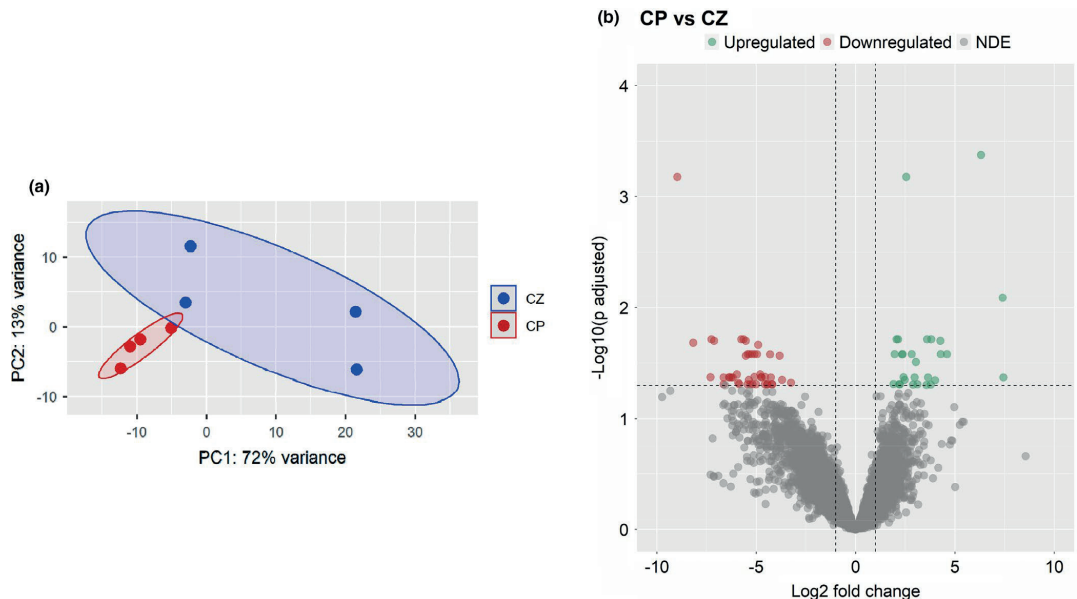 (a)
10
0
-10
-10
0
10
20
30
PC2: 13% variance
PC1: 72% variance
CZ
CP
(b) CP vs CZ
Upregulated Downregulated NDE
4
3
2
1
0
-Log10(p adjusted)
-10
-5
0
5
10
Log2 fold change